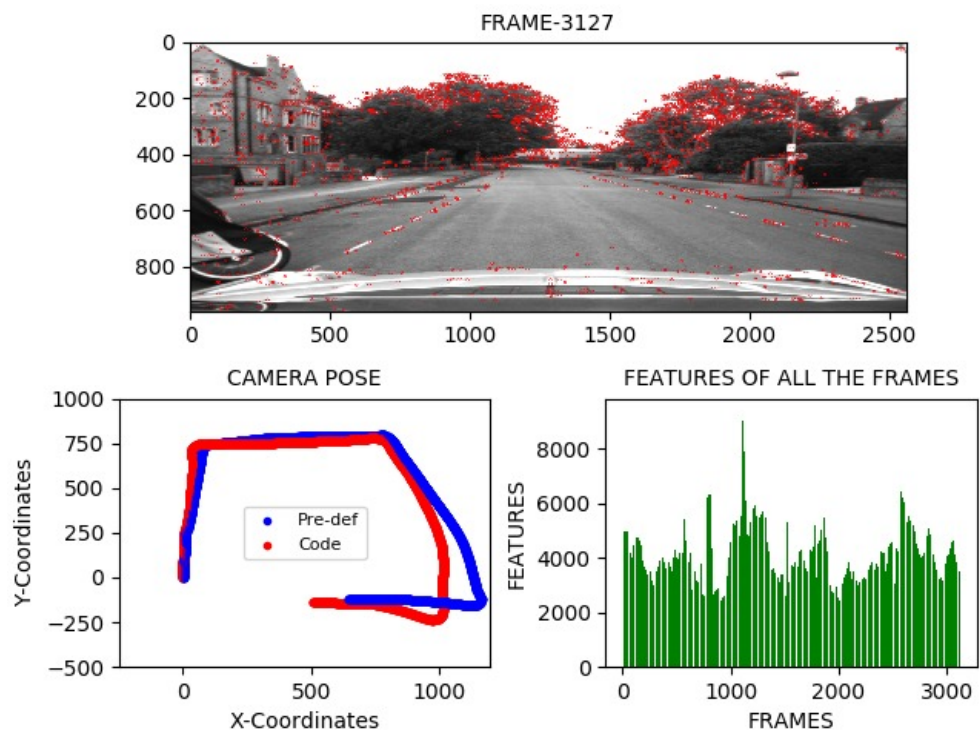 FRAME-3127
0
200
400
600
800
0 500 1000 1500 2000 2500
CAMERA POSE
1000
750
500
250
0
−250
−500
Y-Coordinates
Pre-def
Code
0 500 1000
X-Coordinates
FEATURES OF ALL THE FRAMES
8000
6000
4000
2000
0
FEATURES
0 1000 2000 3000
FRAMES